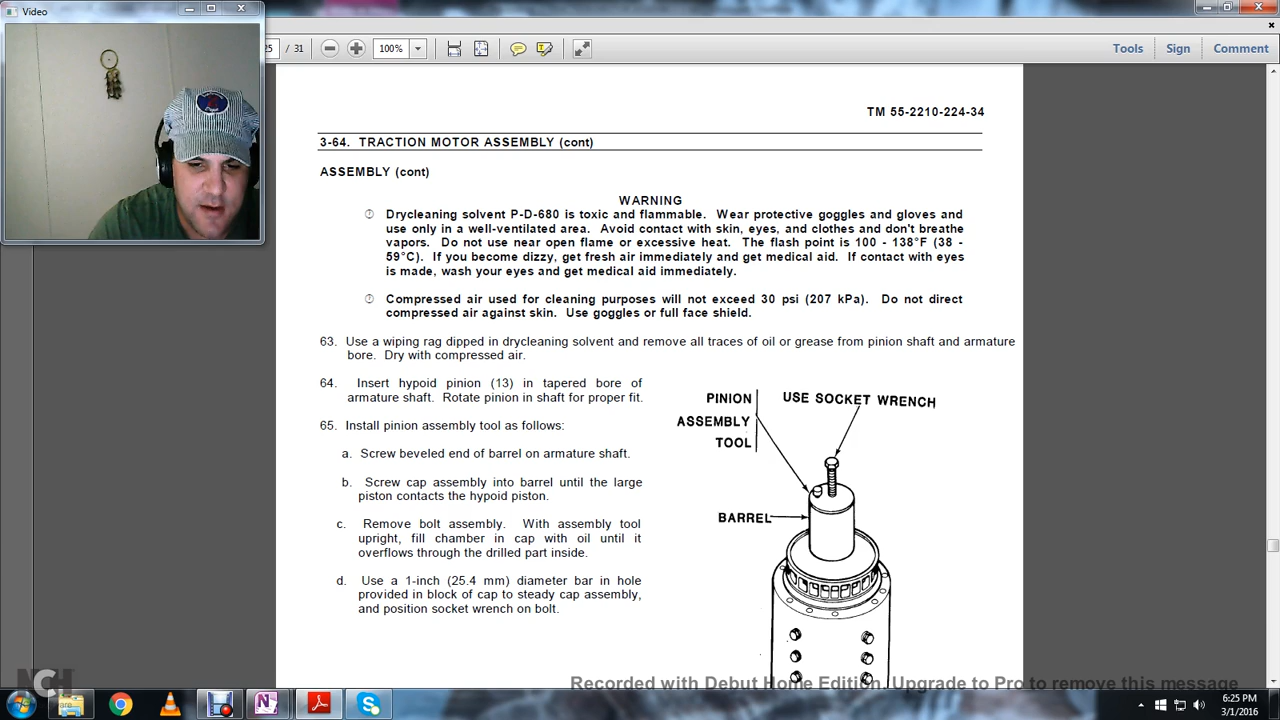 Video
25 / 31
100%
Tools
Sign
Comment
TM 55-2210-224-34
3-64. TRACTION MOTOR ASSEMBLY (cont)
ASSEMBLY (cont)
WARNING
Drycleaning solvent P-D-680 is toxic and flammable. Wear protective goggles and gloves and
use only in a well-ventilated area. Avoid contact with skin, eyes, and clothes and don't breathe
vapors. Do not use near open flame or excessive heat. The flash point is 100 - 138°F (38 -
59°C). If you become dizzy, get fresh air immediately and get medical aid. If contact with eyes
is made, wash your eyes and get medical aid immediately.
Compressed air used for cleaning purposes will not exceed 30 psi (207 kPa). Do not direct
compressed air against skin. Use goggles or full face shield.
63. Use a wiping rag dipped in drycleaning solvent and remove all traces of oil or grease from pinion shaft and armature
bore. Dry with compressed air.
64. Insert hypoid pinion (13) in tapered bore of
armature shaft. Rotate pinion in shaft for proper fit.
65. Install pinion assembly tool as follows:
a. Screw beveled end of barrel on armature shaft.
b. Screw cap assembly into barrel until the large
piston contacts the hypoid piston.
c. Remove bolt assembly. With assembly tool
upright, fill chamber in cap with oil until it
overflows through the drilled part inside.
d. Use a 1-inch (25.4 mm) diameter bar in hole
provided in block of cap to steady cap assembly,
and position socket wrench on bolt.
PINION
ASSEMBLY
TOOL
USE SOCKET WRENCH
BARREL
NCH
Recorded with Debut Home Edition. Upgrade to Pro to remove this message
6:25 PM
3/1/2016